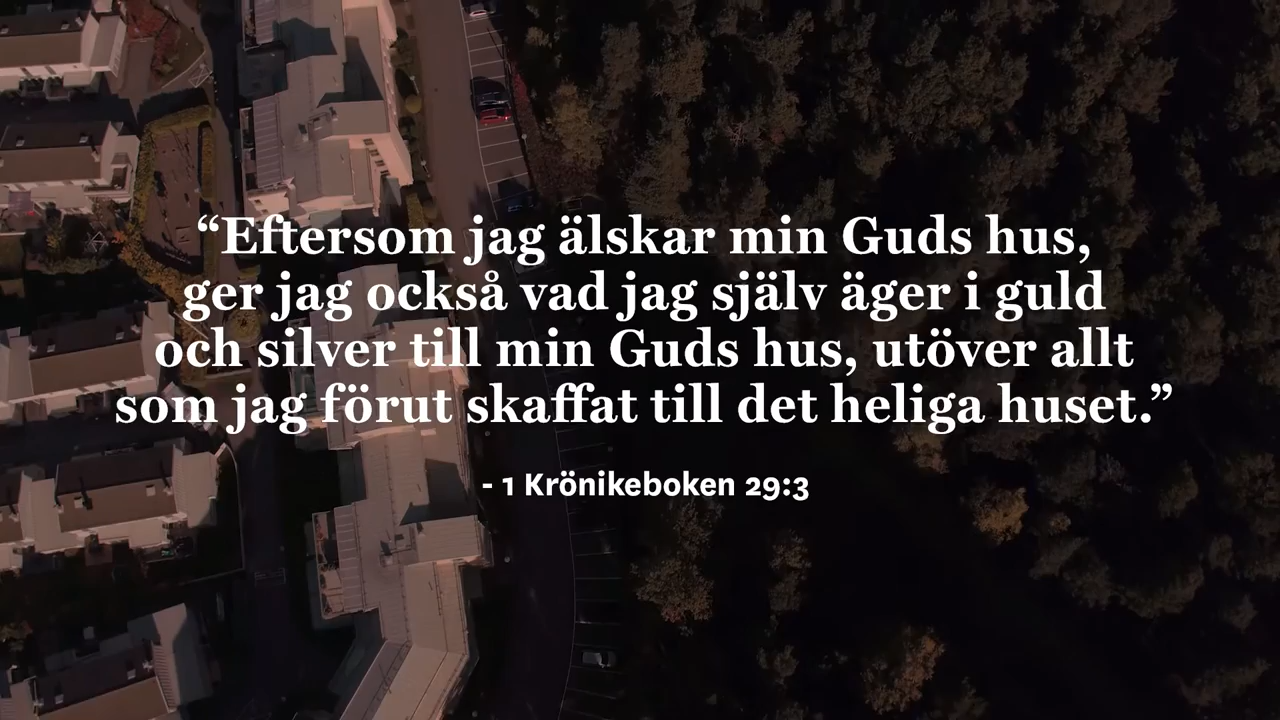 “Eftersom jag älskar min Guds hus,
ger jag också vad jag själv äger i guld
och silver till min Guds hus, utöver allt
som jag förut skaffat till det heliga huset.”
- 1 Krönikeboken 29:3